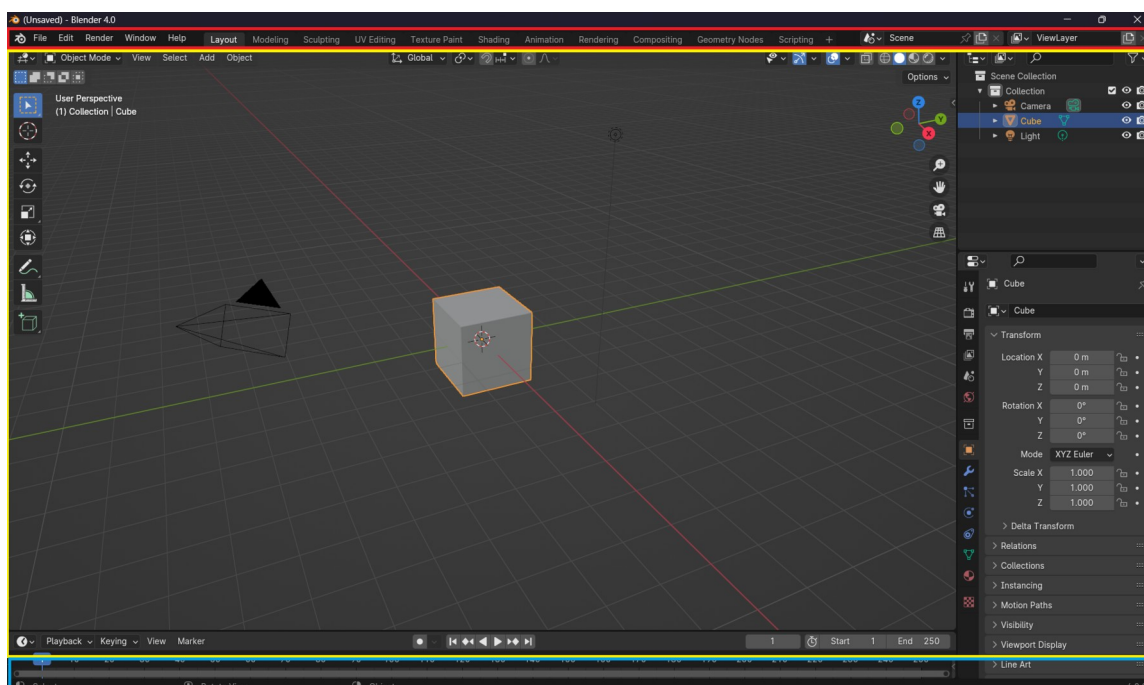 (Unsaved) - Blender 4.0
File Edit Render Window Help Layout Modeling Sculpting UV Editing Texture Paint Shading Animation Rendering Compositing Geometry Nodes Scripting + Scene ViewLayer
Object Mode View Select Add Object Global
Options
User Perspective
(1) Collection | Cube
Z
Y
X
Scene Collection
Collection
Camera
Cube
Light
Cube
Cube
Transform
Location X 0 m
Y 0 m
Z 0 m
Rotation X 0°
Y 0°
Z 0°
Mode XYZ Euler
Scale X 1.000
Y 1.000
Z 1.000
Delta Transform
Relations
Collections
Instancing
Motion Paths
Visibility
Viewport Display
Line Art
Playback Keying View Marker 1 Start 1 End 250